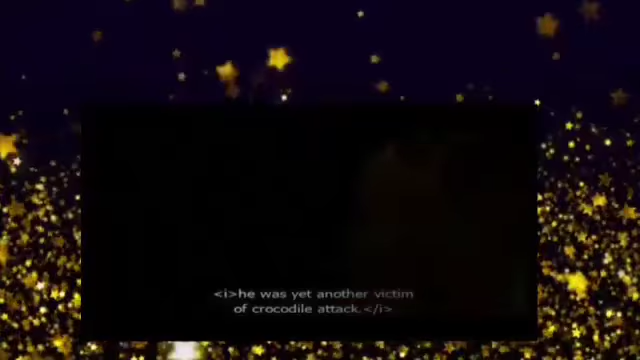 <i>he was yet another victim
of crocodile attack.</i>